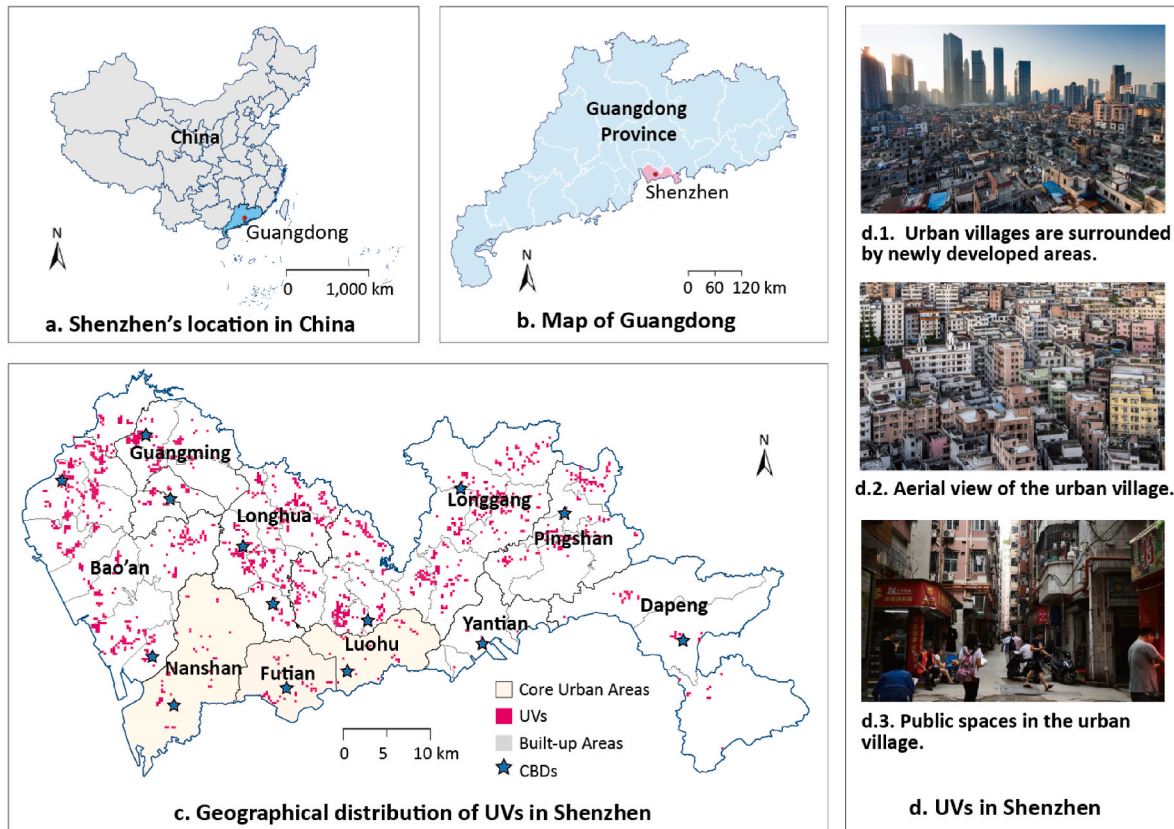 China
Guangdong
N
0 1,000 km
a. Shenzhen's location in China
Guangdong
Province
Shenzhen
N
0 60 120 km
b. Map of Guangdong
N
Guangming
Longhua
Bao'an
Nanshan
Futian
Luohu
Longgang
Pingshan
Yantian
Dapeng
0 5 10 km
Core Urban Areas
UVs
Built-up Areas
CBDs
c. Geographical distribution of UVs in Shenzhen
d.1. Urban villages are surrounded
by newly developed areas.
d.2. Aerial view of the urban village.
d.3. Public spaces in the urban
village.
d. UVs in Shenzhen